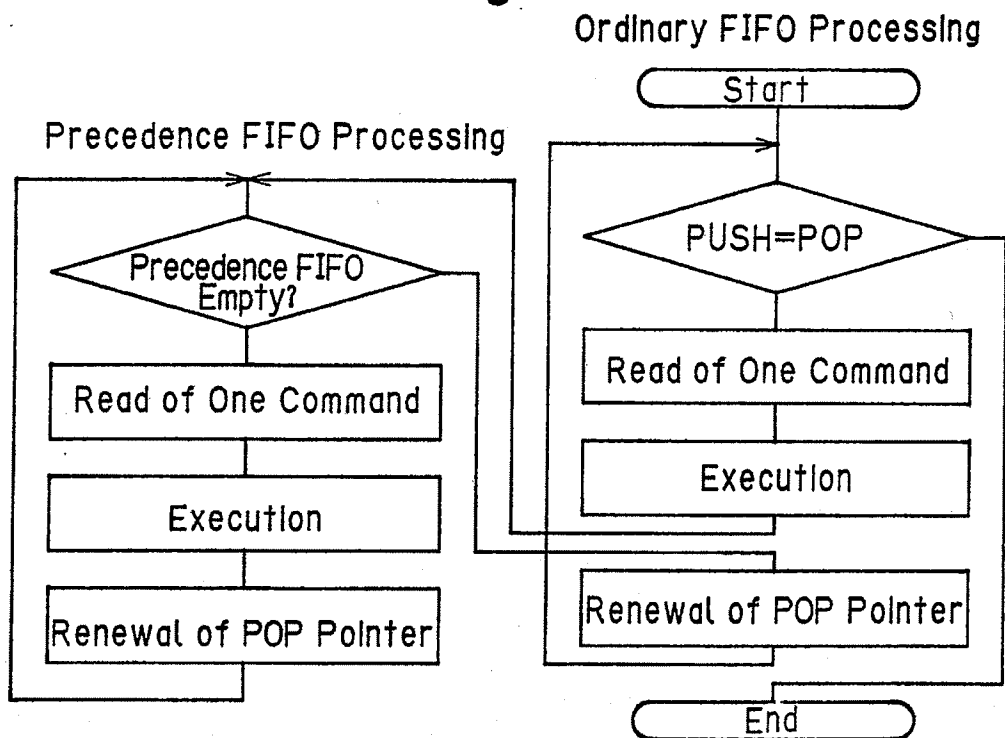 Ordinary FIFO Processing
Start
PUSH=POP
Read of One Command
Execution
Renewal of POP Pointer
End
Precedence FIFO Processing
Precedence FIFO
Empty?
Read of One Command
Execution
Renewal of POP Pointer